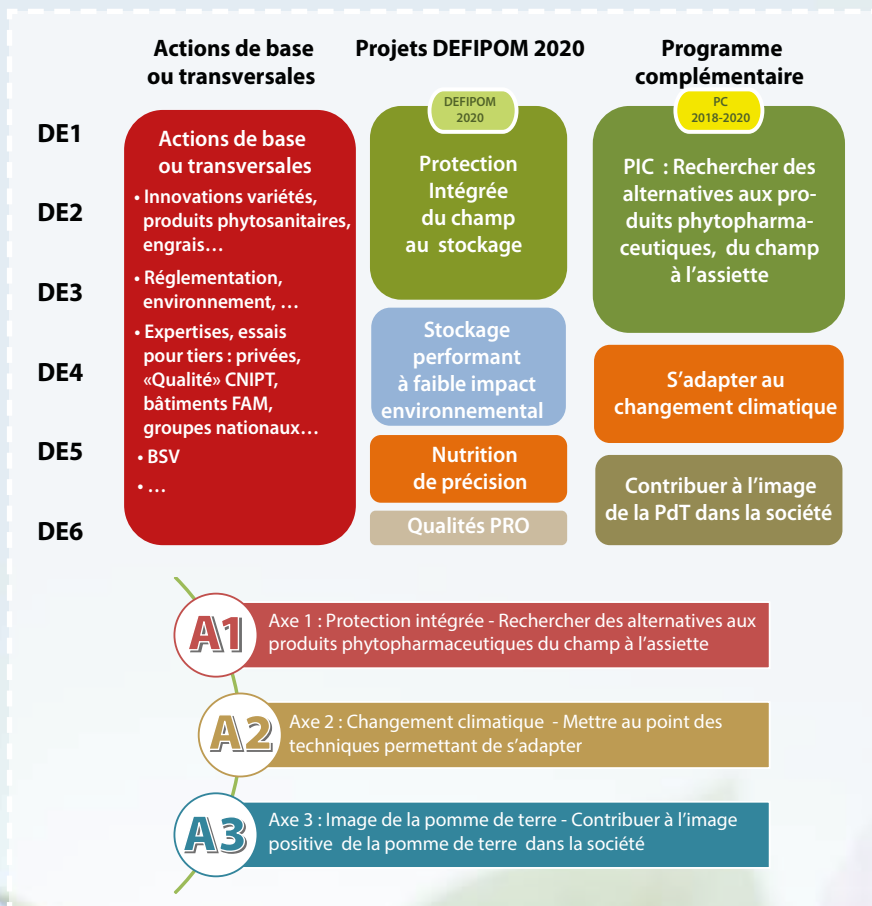 Actions de base
ou transversales
Projets DEFIPOM 2020
Programme
complémentaire
DE1
DE2
DE3
DE4
DE5
DE6
Actions de base
ou transversales
• Innovations variétés,
produits phytosanitaires,
engrais…
• Réglementation,
environnement, …
• Expertises, essais
pour tiers : privées,
«Qualité» CNIPT,
bâtiments FAM,
groupes nationaux…
• BSV
• …
DEFIPOM
2020
Protection
Intégrée
du champ
au stockage
Stockage
performant
à faible impact
environnemental
Nutrition
de précision
Qualités PRO
PC
2018-2020
PIC : Rechercher des
alternatives aux pro-
duits phytopharma-
ceutiques, du champ
à l’assiette
S’adapter au
changement climatique
Contribuer à l’image
de la PdT dans la société
A1
Axe 1 : Protection intégrée - Rechercher des alternatives aux
produits phytopharmaceutiques du champ à l’assiette
A2
Axe 2 : Changement climatique - Mettre au point des
techniques permettant de s’adapter
A3
Axe 3 : Image de la pomme de terre - Contribuer à l’image
positive de la pomme de terre dans la société